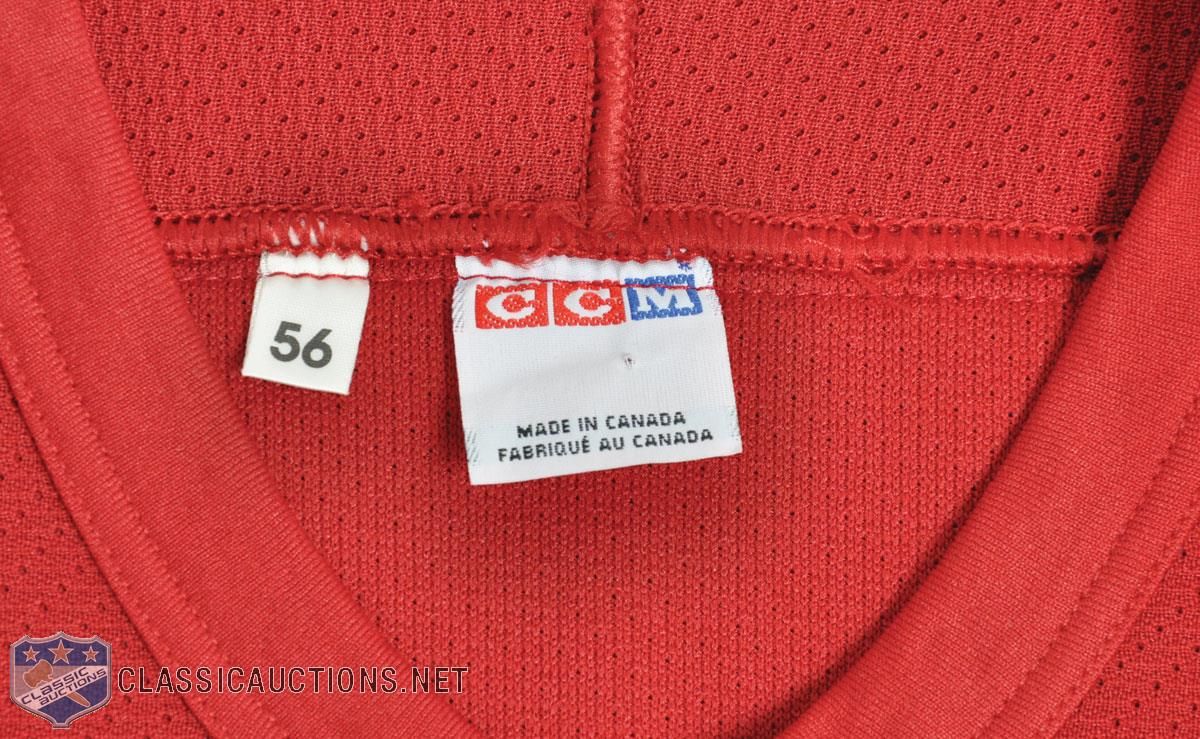 56
CCM
MADE IN CANADA
FABRIQUÉ AU CANADA
CLASSIC
AUCTIONS
CLASSICAUCTIONS.NET